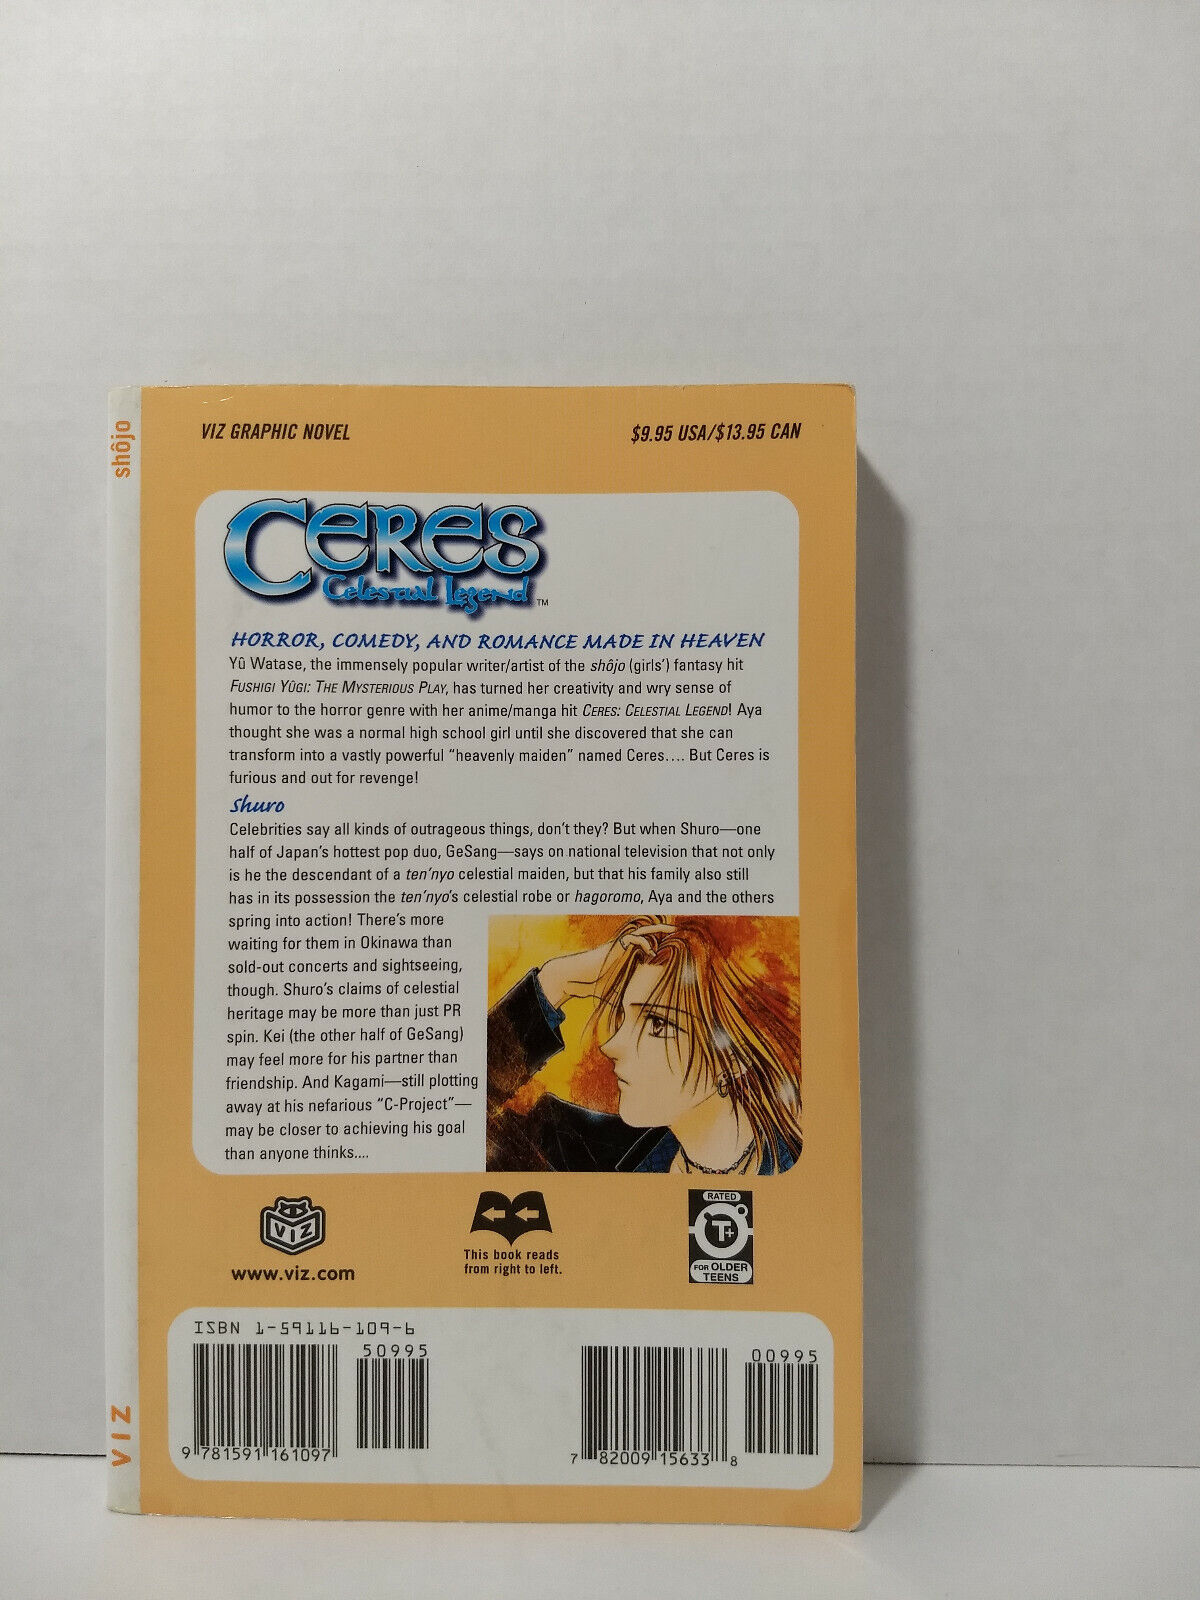 shôjo
VIZ GRAPHIC NOVEL
$9.95 USA/$13.95 CAN
CERES
Celestial Legend™
HORROR, COMEDY, AND ROMANCE MADE IN HEAVEN
Yû Watase, the immensely popular writer/artist of the shôjo (girls') fantasy hit
FUSHIGI YÛGI: THE MYSTERIOUS PLAY, has turned her creativity and wry sense of
humor to the horror genre with her anime/manga hit CERES: CELESTIAL LEGEND! Aya
thought she was a normal high school girl until she discovered that she can
transform into a vastly powerful "heavenly maiden" named Ceres.... But Ceres is
furious and out for revenge!
Shuro
Celebrities say all kinds of outrageous things, don't they? But when Shuro—one
half of Japan's hottest pop duo, GeSang—says on national television that not only
is he the descendant of a ten'nyo celestial maiden, but that his family also still
has in its possession the ten'nyo's celestial robe or hagoromo, Aya and the others
spring into action! There's more
waiting for them in Okinawa than
sold-out concerts and sightseeing,
though. Shuro's claims of celestial
heritage may be more than just PR
spin. Kei (the other half of GeSang)
may feel more for his partner than
friendship. And Kagami—still plotting
away at his nefarious "C-Project"—
may be closer to achieving his goal
than anyone thinks....
VIZ
www.viz.com
This book reads
from right to left.
RATED
T+
FOR OLDER
TEENS
VIZ
ISBN 1-59116-109-6
50995
9 781591 161097
00995
7 82009 15633 8